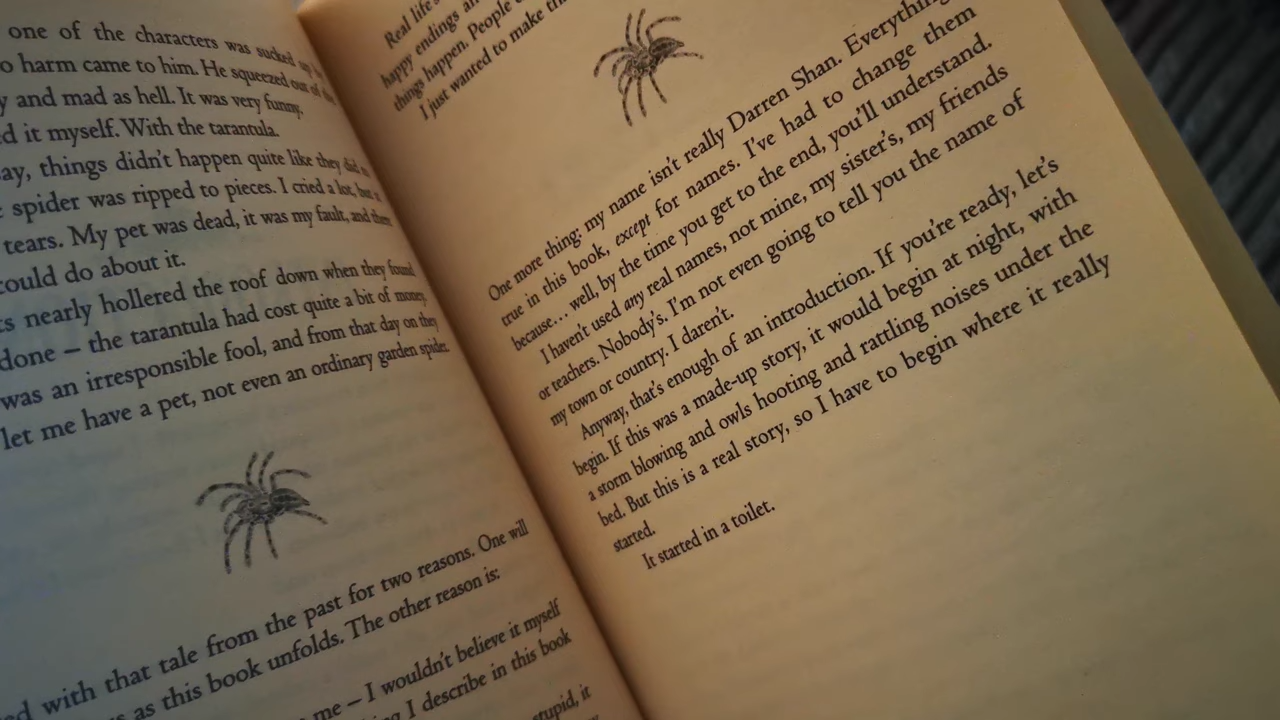 one of the characters was sucked up
o harm came to him. He squeezed out of
y and mad as hell. It was very funny.
d it myself. With the tarantula.
ay, things didn't happen quite like they did
spider was ripped to pieces. I cried a lot, but
tears. My pet was dead, it was my fault, and there
could do about it.
ts nearly hollered the roof down when they found
done – the tarantula had cost quite a bit of money,
was an irresponsible fool, and from that day on they
let me have a pet, not even an ordinary garden spider.
ed with that tale from the past for two reasons. One will
as this book unfolds. The other reason is:
me – I wouldn't believe it myself
I describe in this book
stupid, it
Real life's
happy endings
things happen. People
I just wanted to make
One more thing: my name isn't really Darren Shan. Everything
true in this book, except for names. I've had to change them
because... well, by the time you get to the end, you'll understand.
I haven't used any real names, not mine, my sister's, my friends
or teachers. Nobody's. I'm not even going to tell you the name of
my town or country. I daren't.
Anyway, that's enough of an introduction. If you're ready, let's
begin. If this was a made-up story, it would begin at night, with
a storm blowing and owls hooting and rattling noises under the
bed. But this is a real story, so I have to begin where it really
started.
It started in a toilet.